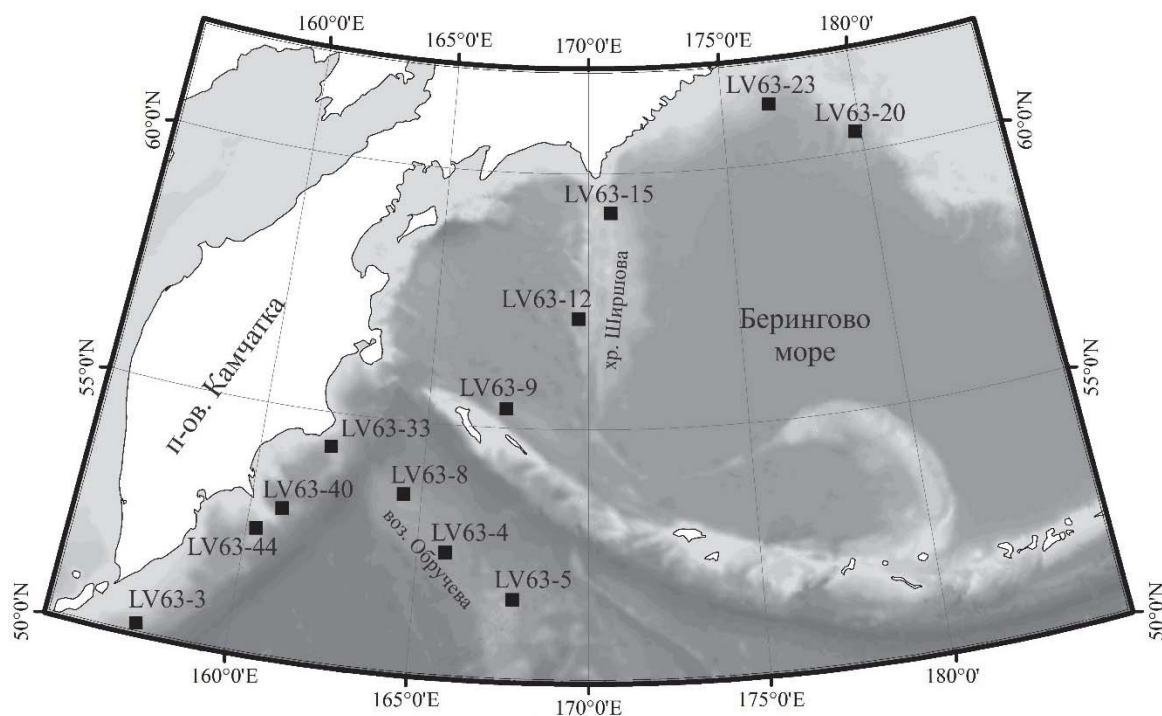 160°0'E
165°0'E
170°0'E
175°0'E
180°0'
60°0'N
60°0'N
LV63-23
LV63-20
LV63-15
LV63-12
хр. Ширшова
Берингово
море
п-ов. Камчатка
55°0'N
55°0'N
LV63-9
LV63-33
LV63-8
LV63-40
LV63-4
LV63-44
воз. Обручева
LV63-5
LV63-3
50°0'N
50°0'N
160°0'E
165°0'E
170°0'E
175°0'E
180°0'